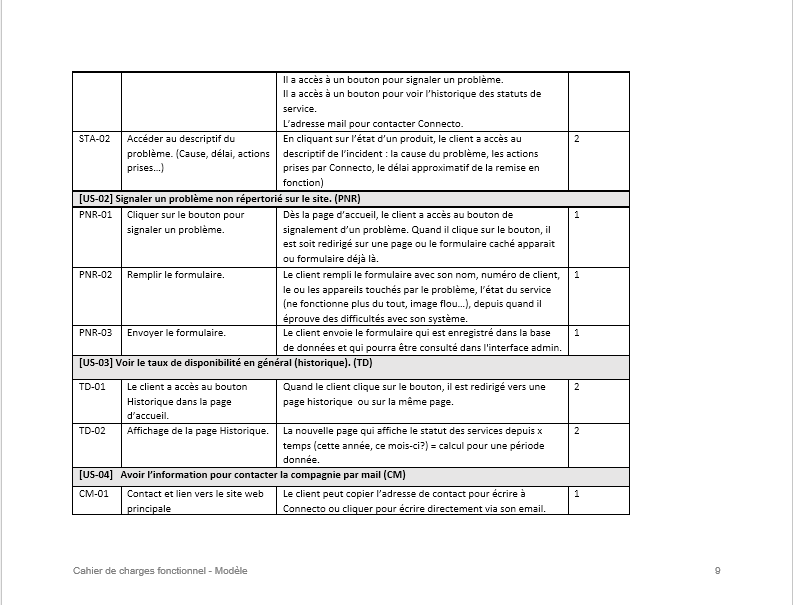 Il a accès à un bouton pour signaler un problème.
Il a accès à un bouton pour voir l'historique des statuts de
service.
L'adresse mail pour contacter Connecto.
STA-02
Accéder au descriptif du
problème. (Cause, délai, actions
prises...)
En cliquant sur l'état d'un produit, le client a accès au
descriptif de l'incident : la cause du problème, les actions
prises par Connecto, le délai approximatif de la remise en
fonction)
2
[US-02] Signaler un problème non répertorié sur le site. (PNR)
PNR-01
Cliquer sur le bouton pour
signaler un problème.
Dès la page d'accueil, le client a accès au bouton de
signalement d'un problème. Quand il clique sur le bouton, il
est soit redirigé sur une page ou le formulaire caché apparait
ou formulaire déjà là.
1
PNR-02
Remplir le formulaire.
Le client rempli le formulaire avec son nom, numéro de client,
le ou les appareils touchés par le problème, l'état du service
(ne fonctionne plus du tout, image flou...), depuis quand il
éprouve des difficultés avec son système.
1
PNR-03
Envoyer le formulaire.
Le client envoie le formulaire qui est enregistré dans la base
de données et qui pourra être consulté dans l'interface admin.
1
[US-03] Voir le taux de disponibilité en général (historique). (TD)
TD-01
Le client a accès au bouton
Historique dans la page
d'accueil.
Quand le client clique sur le bouton, il est redirigé vers une
page historique ou sur la même page.
2
TD-02
Affichage de la page Historique.
La nouvelle page qui affiche le statut des services depuis x
temps (cette année, ce mois-ci?) = calcul pour une période
donnée.
2
[US-04] Avoir l'information pour contacter la compagnie par mail (CM)
CM-01
Contact et lien vers le site web
principale
Le client peut copier l'adresse de contact pour écrire à
Connecto ou cliquer pour écrire directement via son email.
1
Cahier de charges fonctionnel - Modèle
9